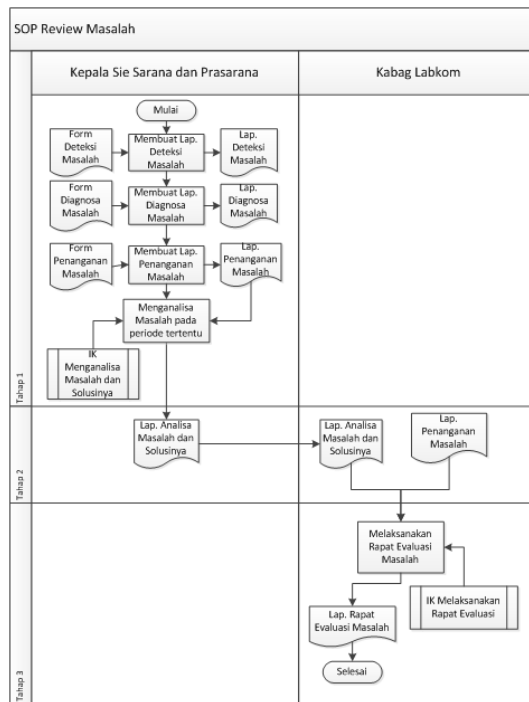 SOP Review Masalah
Kepala Sie Sarana dan Prasarana
Kabag Labkom
Mulai
Form
Deteksi
Masalah
Membuat Lap.
Deteksi
Masalah
Lap.
Deteksi
Masalah
Form
Diagnosa
Masalah
Membuat Lap.
Diagnosa
Masalah
Lap.
Diagnosa
Masalah
Form
Penanganan
Masalah
Membuat Lap.
Penanganan
Masalah
Lap.
Penanganan
Masalah
Menganalisa
Masalah pada
periode tertentu
IK
Menganalisa
Masalah dan
Solusinya
Tahap 1
Lap. Analisa
Masalah dan
Solusinya
Lap. Analisa
Masalah dan
Solusinya
Lap.
Penanganan
Masalah
Tahap 2
Melaksanakan
Rapat Evaluasi
Masalah
IK Melaksanakan
Rapat Evaluasi
Lap. Rapat
Evaluasi Masalah
Selesai
Tahap 3